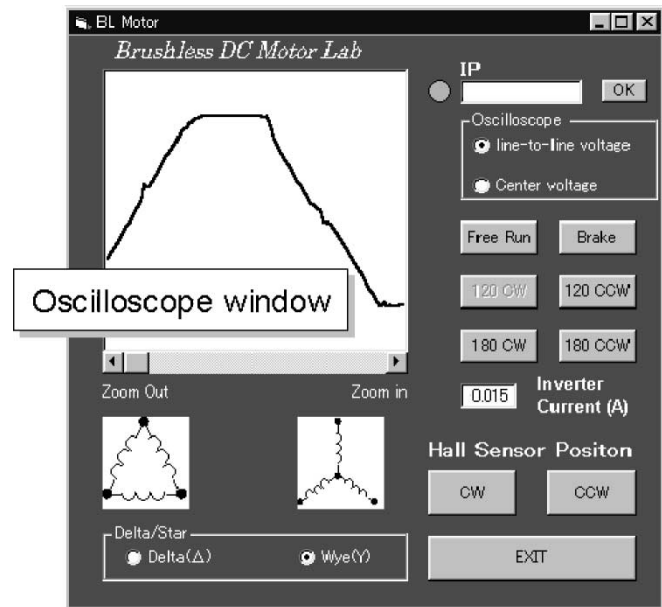 BL Motor
Brushless DC Motor Lab
IP
OK
Oscilloscope
line-to-line voltage
Center voltage
Free Run
Brake
Oscilloscope window
120 CW
120 CCW
180 CW
180 CCW
Zoom Out
Zoom in
0.015
Inverter
Current (A)
Hall Sensor Positon
CW
CCW
Delta/Star
Delta(Δ)
Wye(Y)
EXIT